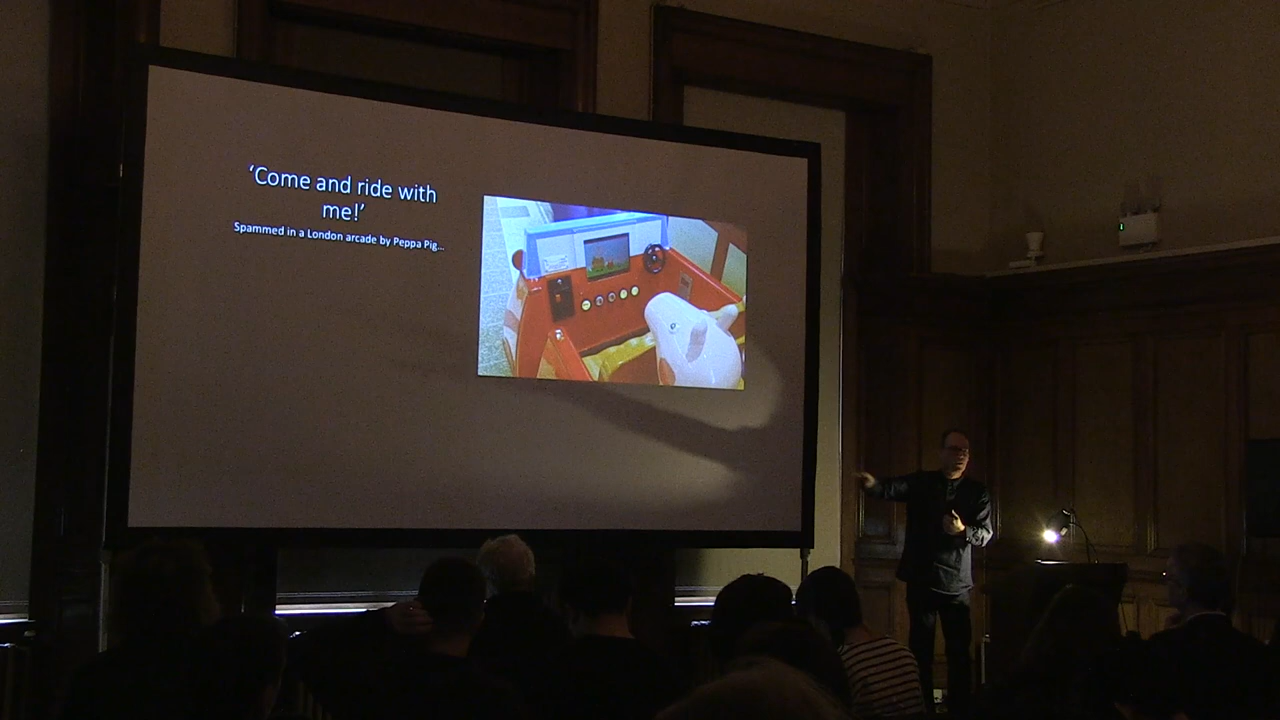 ‘Come and ride with
me!’
Spammed in a London arcade by Peppa Pig...